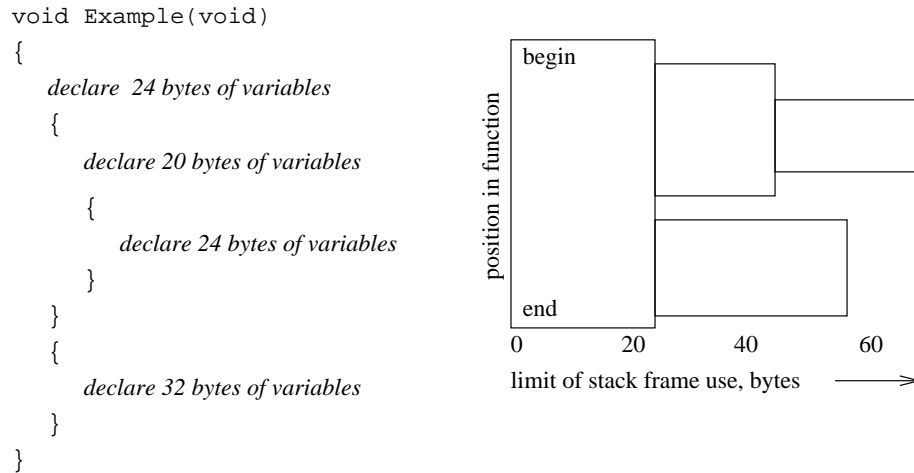 void Example(void)
{
declare 24 bytes of variables
{
declare 20 bytes of variables
{
declare 24 bytes of variables
}
}
{
declare 32 bytes of variables
}
}
begin
position in function
end
0 20 40 60
limit of stack frame use, bytes